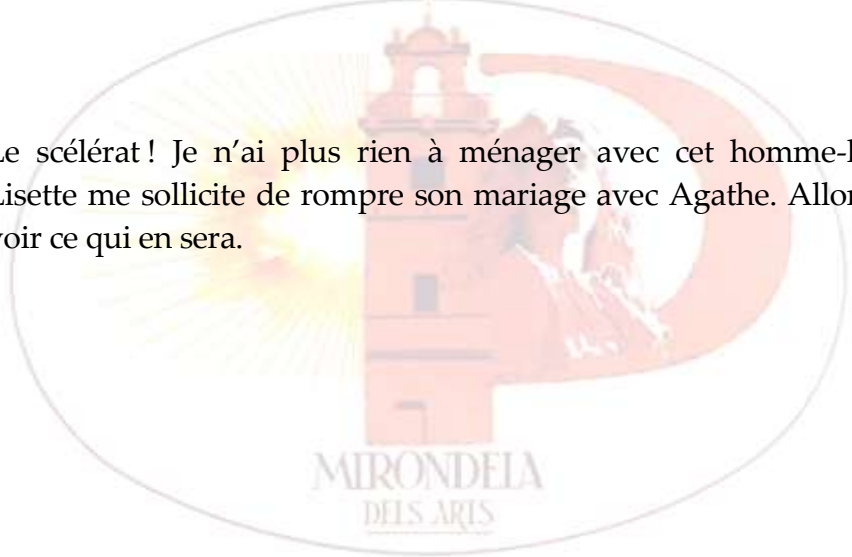 Le scélérat ! Je n’ai plus rien à ménager avec cet homme-l
Lisette me sollicite de rompre son mariage avec Agathe. Allon
voir ce qui en sera.
MIRONDELA
DELS ARTS